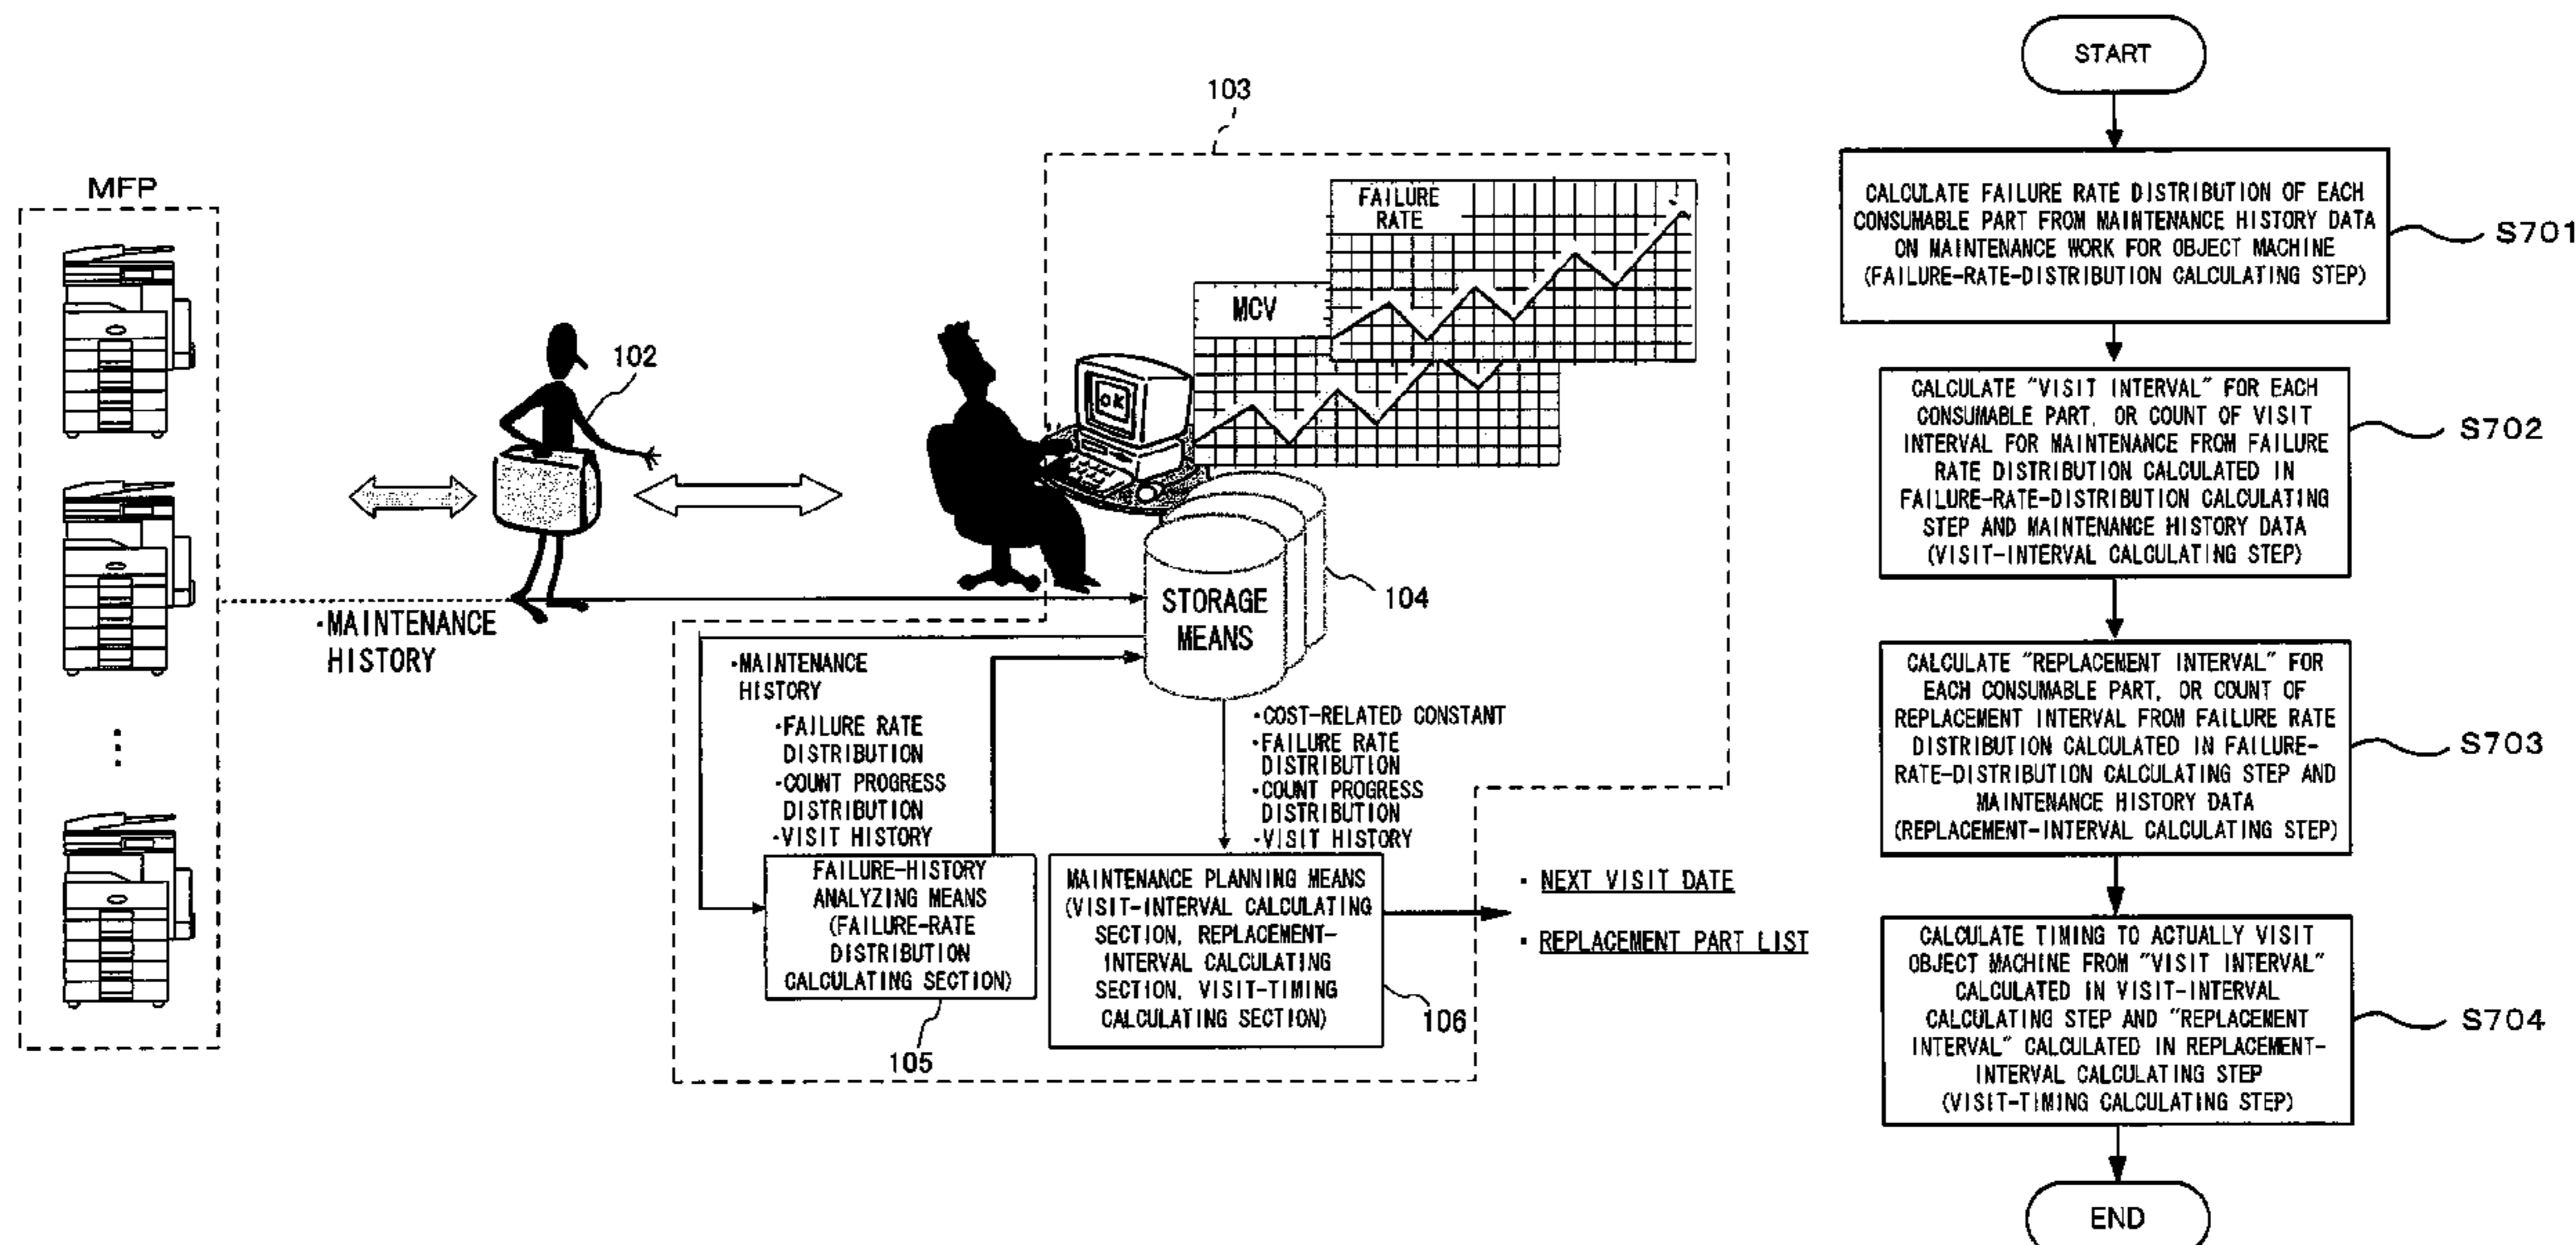 MFP
102
103
FAILURE
RATE
MCV
OK
104
STORAGE
MEANS
·MAINTENANCE
HISTORY
·MAINTENANCE
HISTORY
·FAILURE RATE
DISTRIBUTION
·COUNT PROGRESS
DISTRIBUTION
·VISIT HISTORY
·COST-RELATED CONSTANT
·FAILURE RATE
DISTRIBUTION
·COUNT PROGRESS
DISTRIBUTION
·VISIT HISTORY
FAILURE-HISTORY
ANALYZING MEANS
(FAILURE-RATE
DISTRIBUTION
CALCULATING SECTION)
105
MAINTENANCE PLANNING MEANS
(VISIT-INTERVAL CALCULATING
SECTION, REPLACEMENT-
INTERVAL CALCULATING
SECTION, VISIT-TIMING
CALCULATING SECTION)
106
· NEXT VISIT DATE
· REPLACEMENT PART LIST
START
CALCULATE FAILURE RATE DISTRIBUTION OF EACH
CONSUMABLE PART FROM MAINTENANCE HISTORY DATA
ON MAINTENANCE WORK FOR OBJECT MACHINE
(FAILURE-RATE-DISTRIBUTION CALCULATING STEP)
S701
CALCULATE "VISIT INTERVAL" FOR EACH
CONSUMABLE PART, OR COUNT OF VISIT
INTERVAL FOR MAINTENANCE FROM FAILURE
RATE DISTRIBUTION CALCULATED IN
FAILURE-RATE-DISTRIBUTION CALCULATING
STEP AND MAINTENANCE HISTORY DATA
(VISIT-INTERVAL CALCULATING STEP)
S702
CALCULATE "REPLACEMENT INTERVAL" FOR
EACH CONSUMABLE PART, OR COUNT OF
REPLACEMENT INTERVAL FROM FAILURE RATE
DISTRIBUTION CALCULATED IN FAILURE-
RATE-DISTRIBUTION CALCULATING STEP AND
MAINTENANCE HISTORY DATA
(REPLACEMENT-INTERVAL CALCULATING STEP)
S703
CALCULATE TIMING TO ACTUALLY VISIT
OBJECT MACHINE FROM "VISIT INTERVAL"
CALCULATED IN VISIT-INTERVAL
CALCULATING STEP AND "REPLACEMENT
INTERVAL" CALCULATED IN REPLACEMENT-
INTERVAL CALCULATING STEP
(VISIT-TIMING CALCULATING STEP)
S704
END